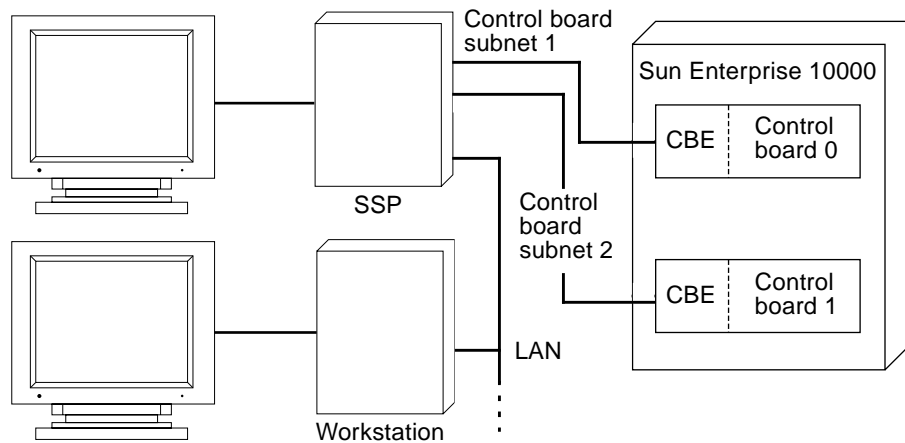 Control board
subnet 1
Sun Enterprise 10000
CBE
Control
board 0
SSP
Control
board
subnet 2
CBE
Control
board 1
LAN
Workstation